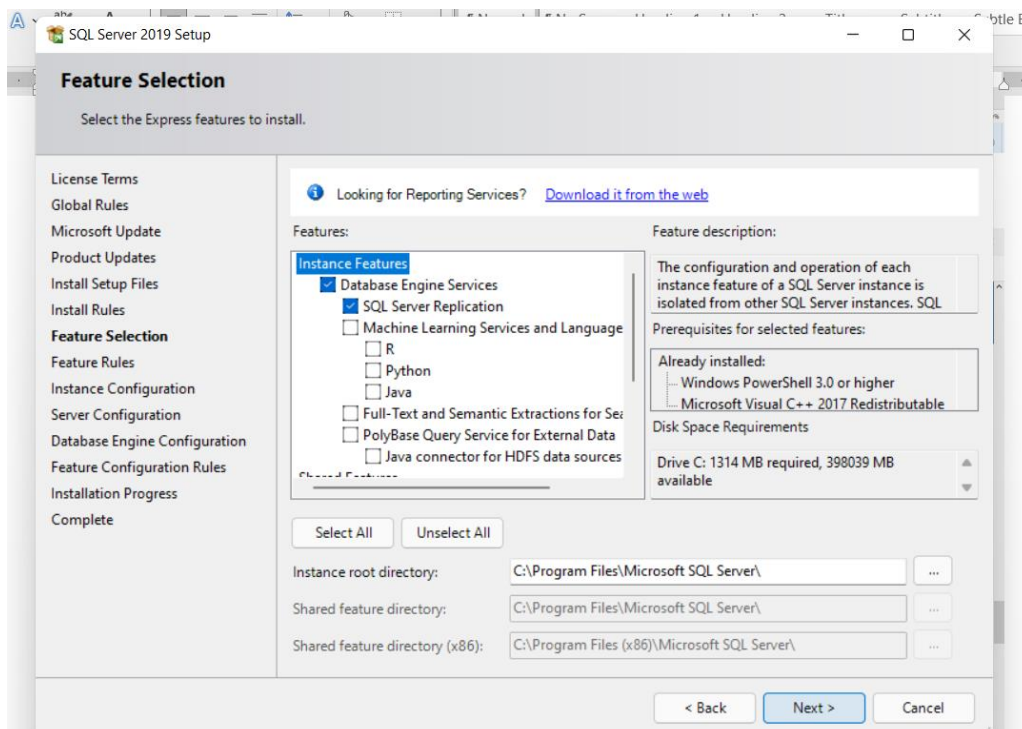 SQL Server 2019 Setup
Feature Selection
Select the Express features to install.
License Terms
Global Rules
Microsoft Update
Product Updates
Install Setup Files
Install Rules
Feature Selection
Feature Rules
Instance Configuration
Server Configuration
Database Engine Configuration
Feature Configuration Rules
Installation Progress
Complete
Looking for Reporting Services? Download it from the web
Features:
Instance Features
Database Engine Services
SQL Server Replication
Machine Learning Services and Language
R
Python
Java
Full-Text and Semantic Extractions for Sea
PolyBase Query Service for External Data
Java connector for HDFS data sources
Shared Features
Feature description:
The configuration and operation of each
instance feature of a SQL Server instance is
isolated from other SQL Server instances. SQL
Prerequisites for selected features:
Already installed:
Windows PowerShell 3.0 or higher
Microsoft Visual C++ 2017 Redistributable
Disk Space Requirements
Drive C: 1314 MB required, 398039 MB
available
Select All
Unselect All
Instance root directory:
C:\Program Files\Microsoft SQL Server\
...
Shared feature directory:
C:\Program Files\Microsoft SQL Server\
...
Shared feature directory (x86):
C:\Program Files (x86)\Microsoft SQL Server\
...
< Back
Next >
Cancel